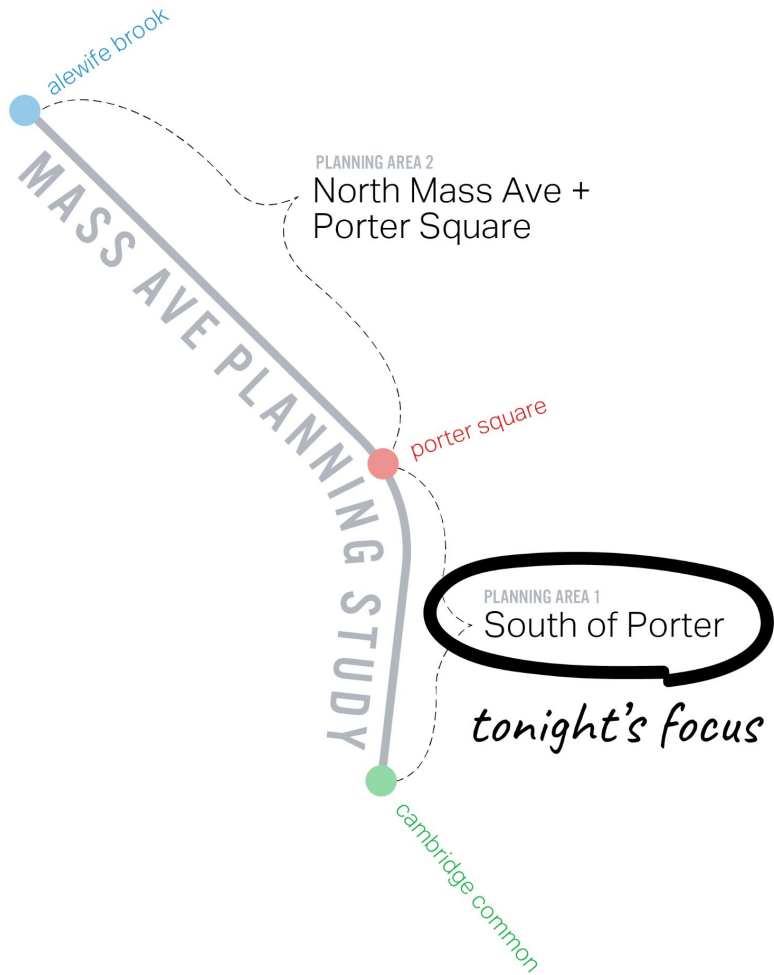 alewife brook
PLANNING AREA 2
North Mass Ave +
Porter Square
MASS AVE PLANNING STUDY
porter square
PLANNING AREA 1
South of Porter
tonight's focus
cambridge common